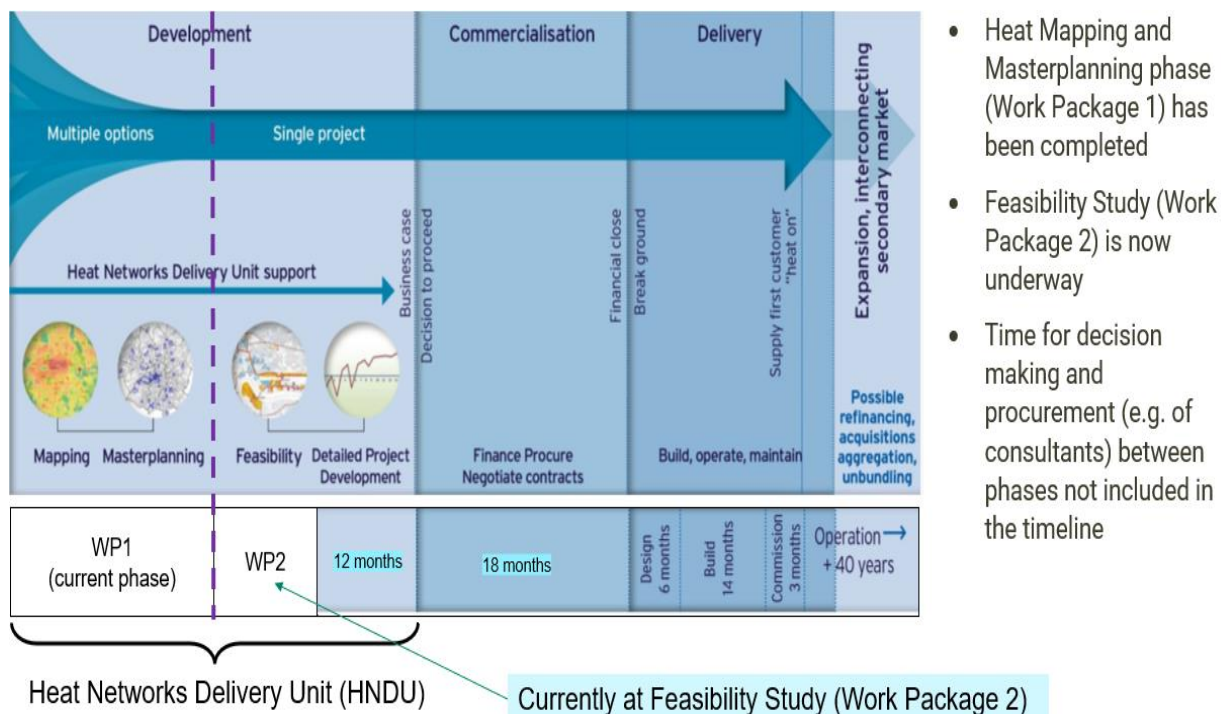 Development
Commercialisation
Delivery
Multiple options
Single project
Heat Networks Delivery Unit support
Business case
Decision to proceed
Financial close
Break ground
Supply first customer
"heat on"
Expansion, interconnecting
secondary market
Mapping
Masterplanning
Feasibility
Detailed Project
Development
Finance Procure
Negotiate contracts
Build, operate, maintain
Possible
refinancing,
acquisitions
aggregation,
unbundling
WP1
(current phase)
WP2
12 months
18 months
Design
6 months
Build
14 months
Commission
3 months
Operation→
+ 40 years
Heat Networks Delivery Unit (HNDU)
Currently at Feasibility Study (Work Package 2)
• Heat Mapping and
Masterplanning phase
(Work Package 1) has
been completed
• Feasibility Study (Work
Package 2) is now
underway
• Time for decision
making and
procurement (e.g. of
consultants) between
phases not included in
the timeline